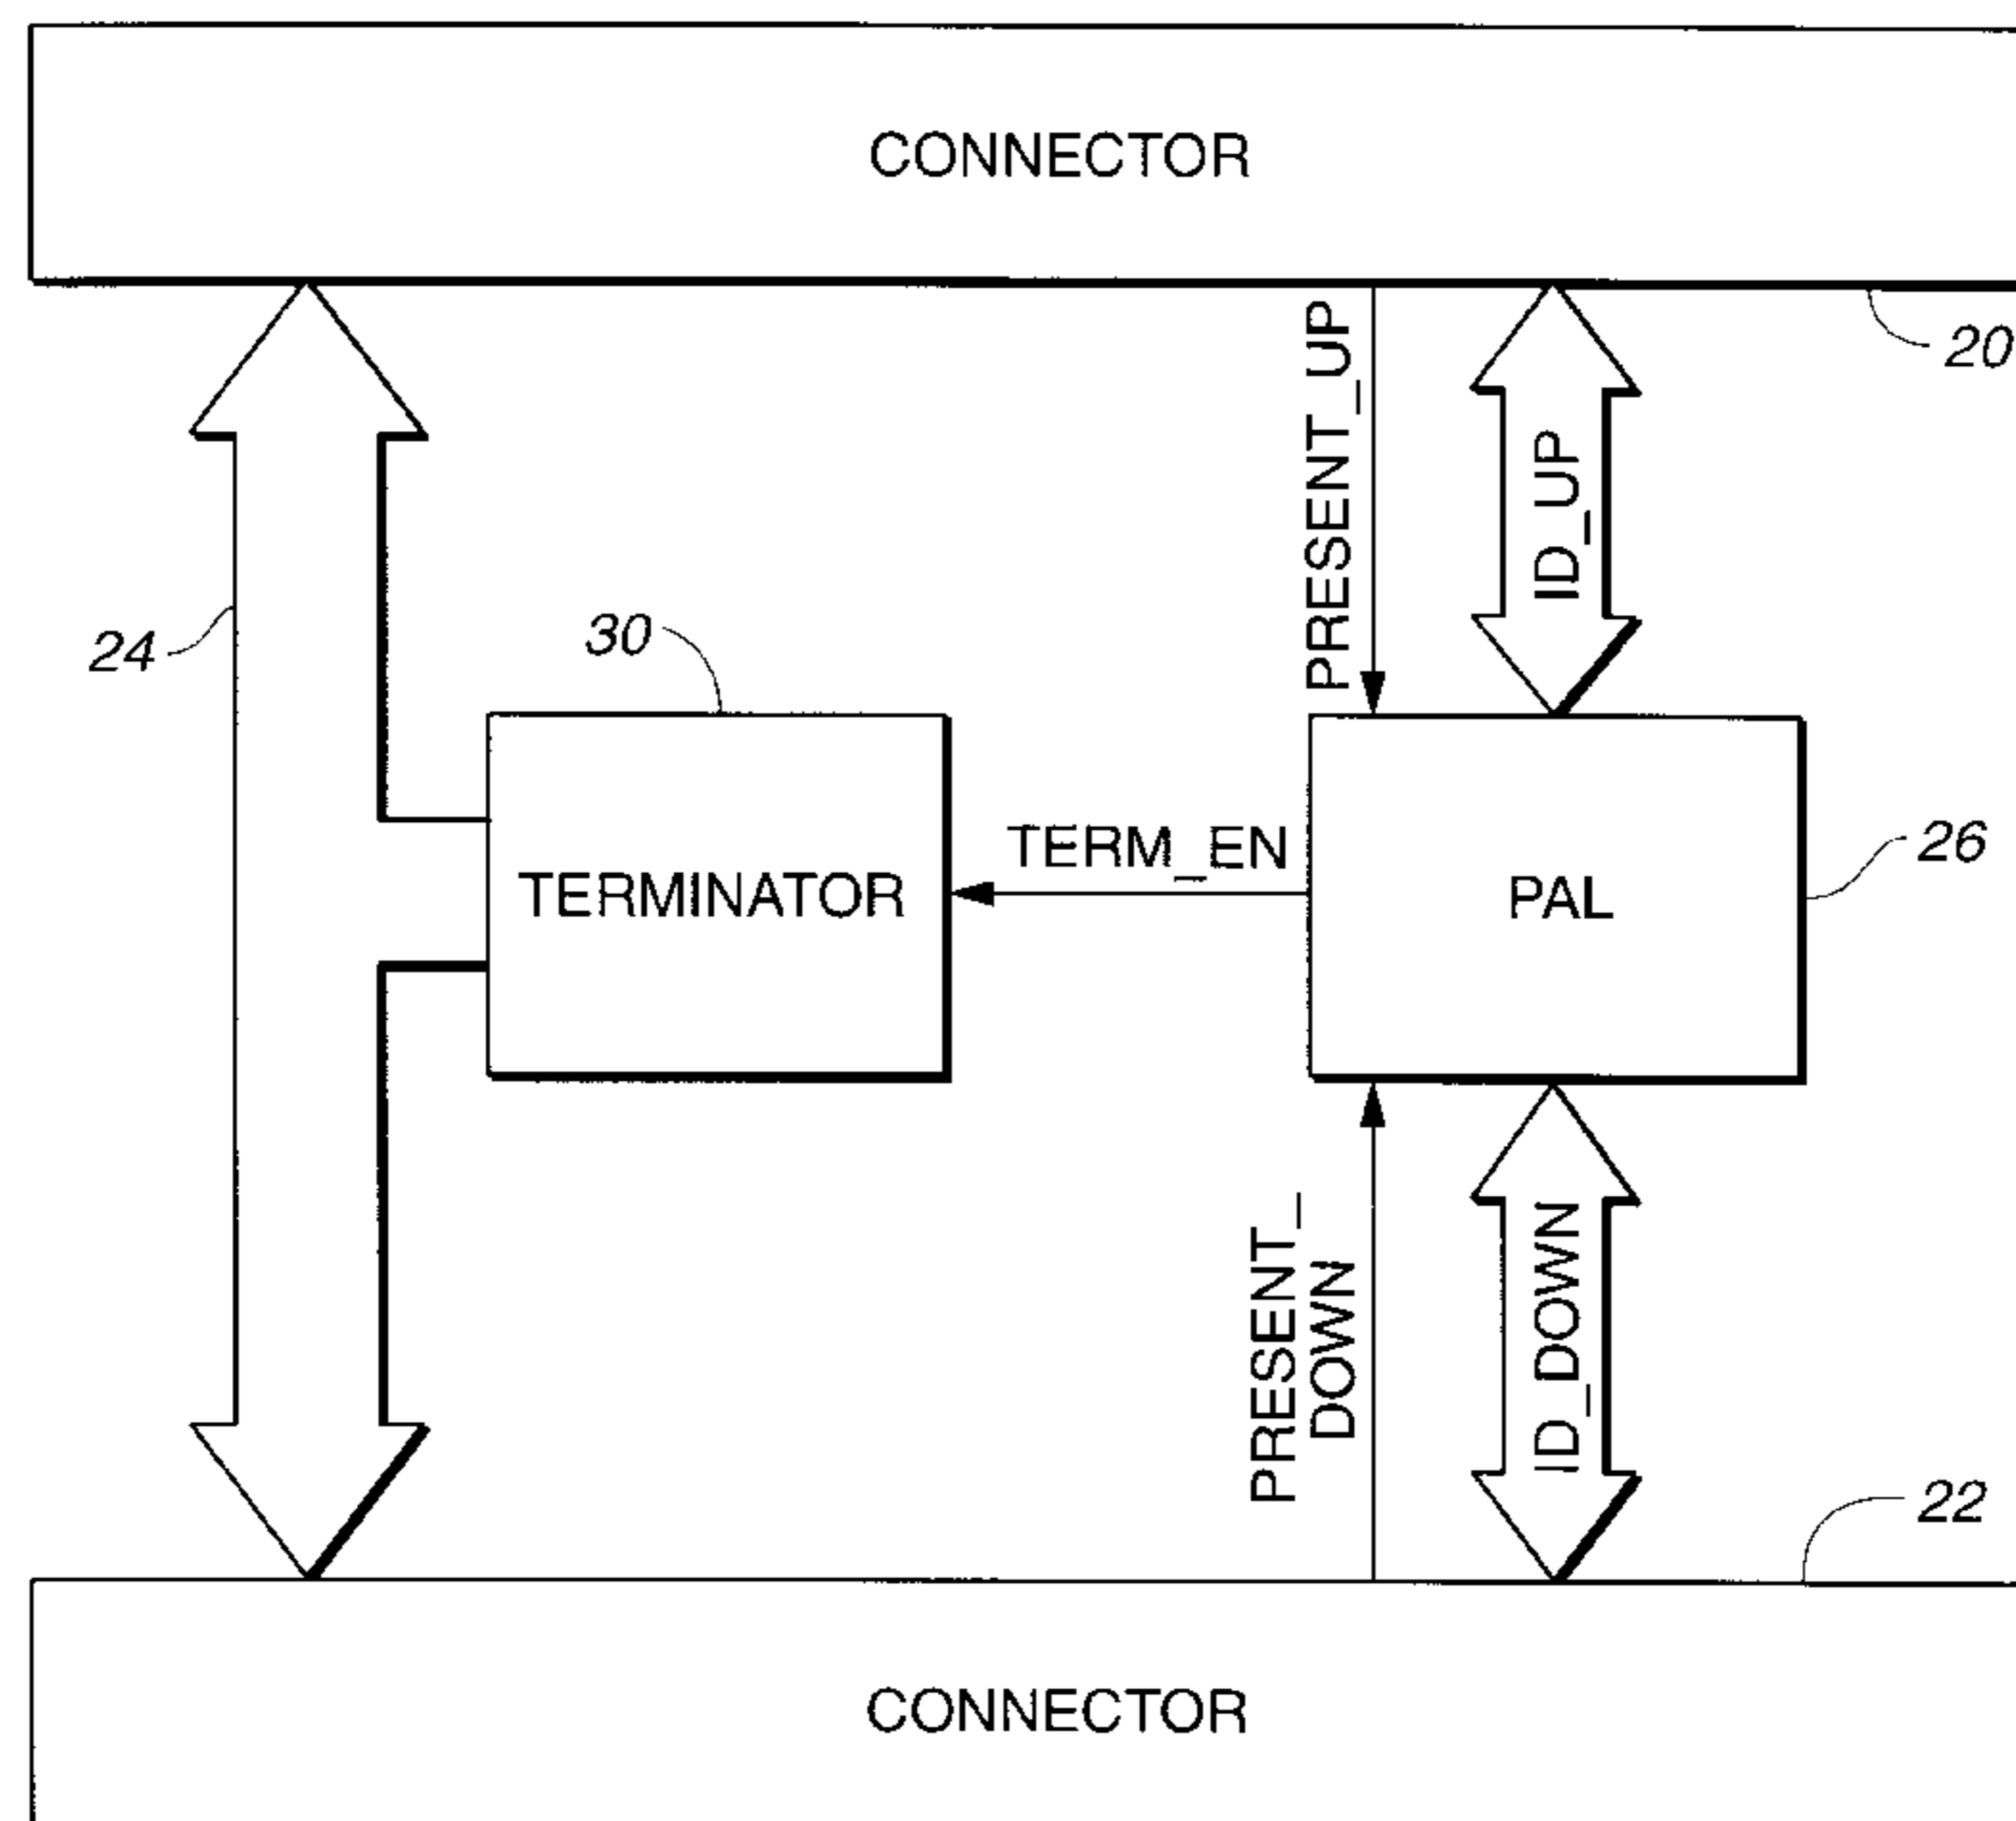 CONNECTOR
20
PRESENT_UP
ID_UP
24
30
TERMINATOR
TERM_EN
PAL
26
PRESENT_
DOWN
ID_DOWN
22
CONNECTOR